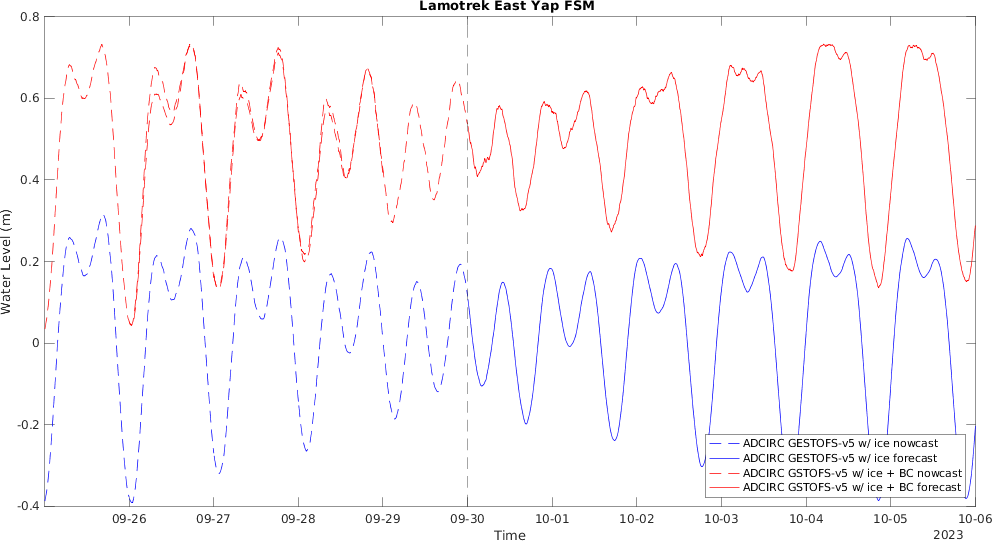 Lamotrek East Yap FSM
0.8
0.6
0.4
0.2
0
-0.2
-0.4
Water Level (m)
ADCIRC GESTOFS-v5 w/ ice nowcast
ADCIRC GESTOFS-v5 w/ ice forecast
ADCIRC GSTOFS-v5 w/ ice + BC nowcast
ADCIRC GSTOFS-v5 w/ ice + BC forecast
09-26 09-27 09-28 09-29 09-30 10-01 10-02 10-03 10-04 10-05 10-06
Time
2023